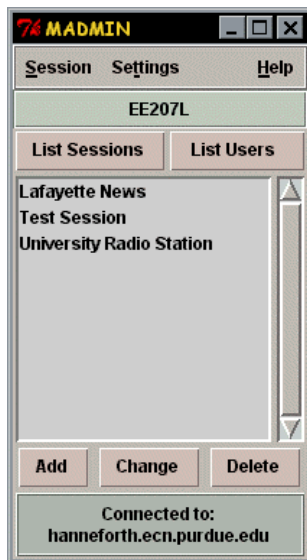 MADMIN
Session Settings Help
EE207L
List Sessions List Users
Lafayette News
Test Session
University Radio Station
Add Change Delete
Connected to:
hanneforth.ecn.purdue.edu